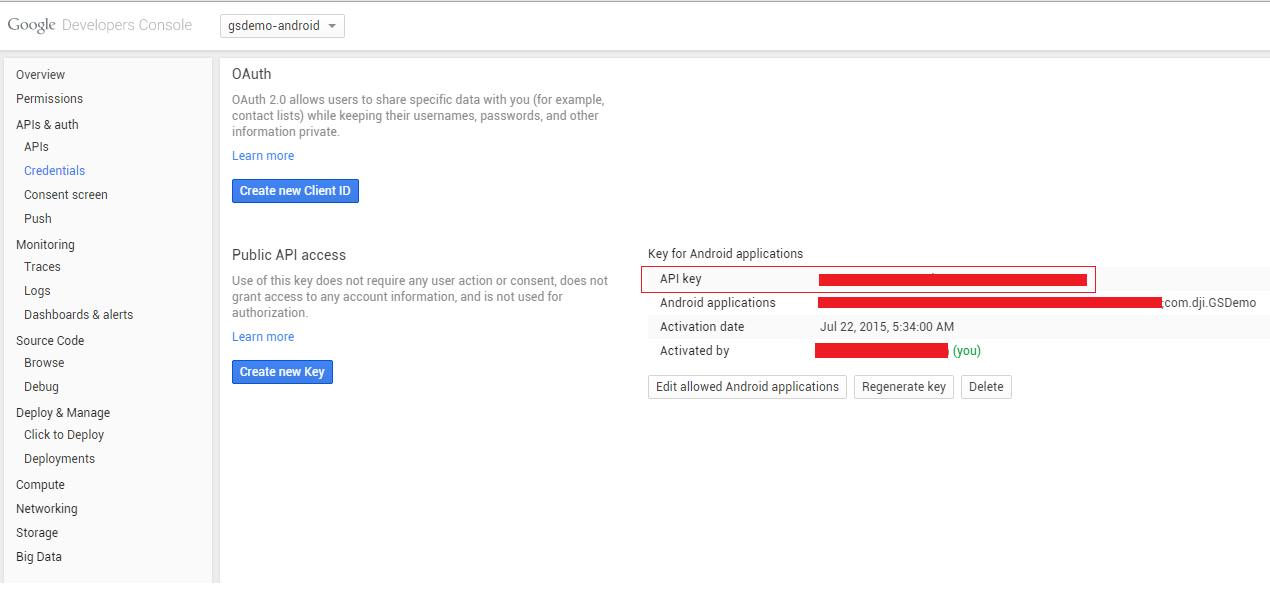 Google Developers Console
gsdemo-android
Overview
Permissions
APIs & auth
APIs
Credentials
Consent screen
Push
Monitoring
Traces
Logs
Dashboards & alerts
Source Code
Browse
Debug
Deploy & Manage
Click to Deploy
Deployments
Compute
Networking
Storage
Big Data
OAuth
OAuth 2.0 allows users to share specific data with you (for example,
contact lists) while keeping their usernames, passwords, and other
information private.
Learn more
Create new Client ID
Public API access
Use of this key does not require any user action or consent, does not
grant access to any account information, and is not used for
authorization.
Learn more
Create new Key
Key for Android applications
API key
Android applications ;com.dji.GSDemo
Activation date Jul 22, 2015, 5:34:00 AM
Activated by (you)
Edit allowed Android applications Regenerate key Delete